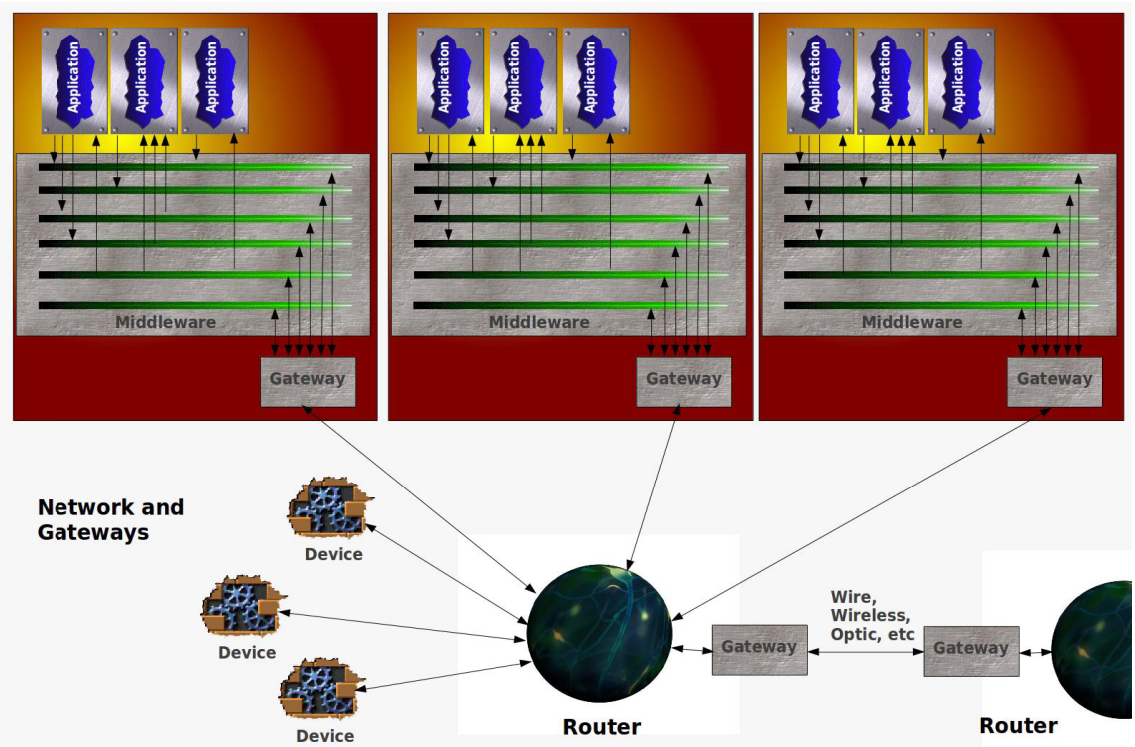 Application
Application
Application
Application
Application
Application
Application
Application
Application
Middleware
Middleware
Middleware
Gateway
Gateway
Gateway
Network and
Gateways
Device
Device
Device
Router
Gateway
Wire,
Wireless,
Optic, etc
Gateway
Router